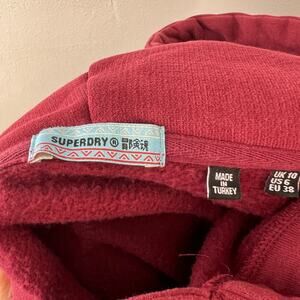 SUPERDRY® 冒険魂
MADE
IN
TURKEY
UK 10
US 6
EU 38